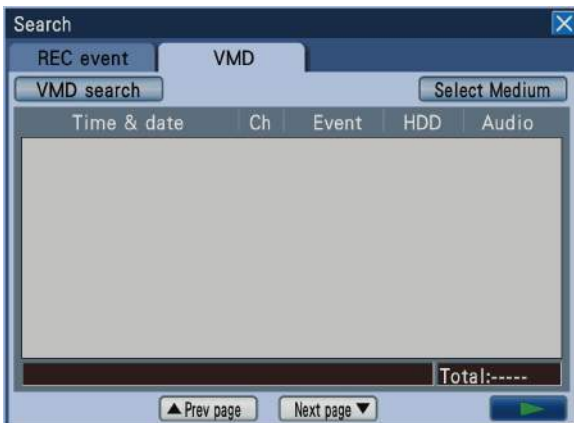 Search
REC event VMD
VMD search Select Medium
Time & date Ch Event HDD Audio
Total:-----
▲ Prev page Next page ▼